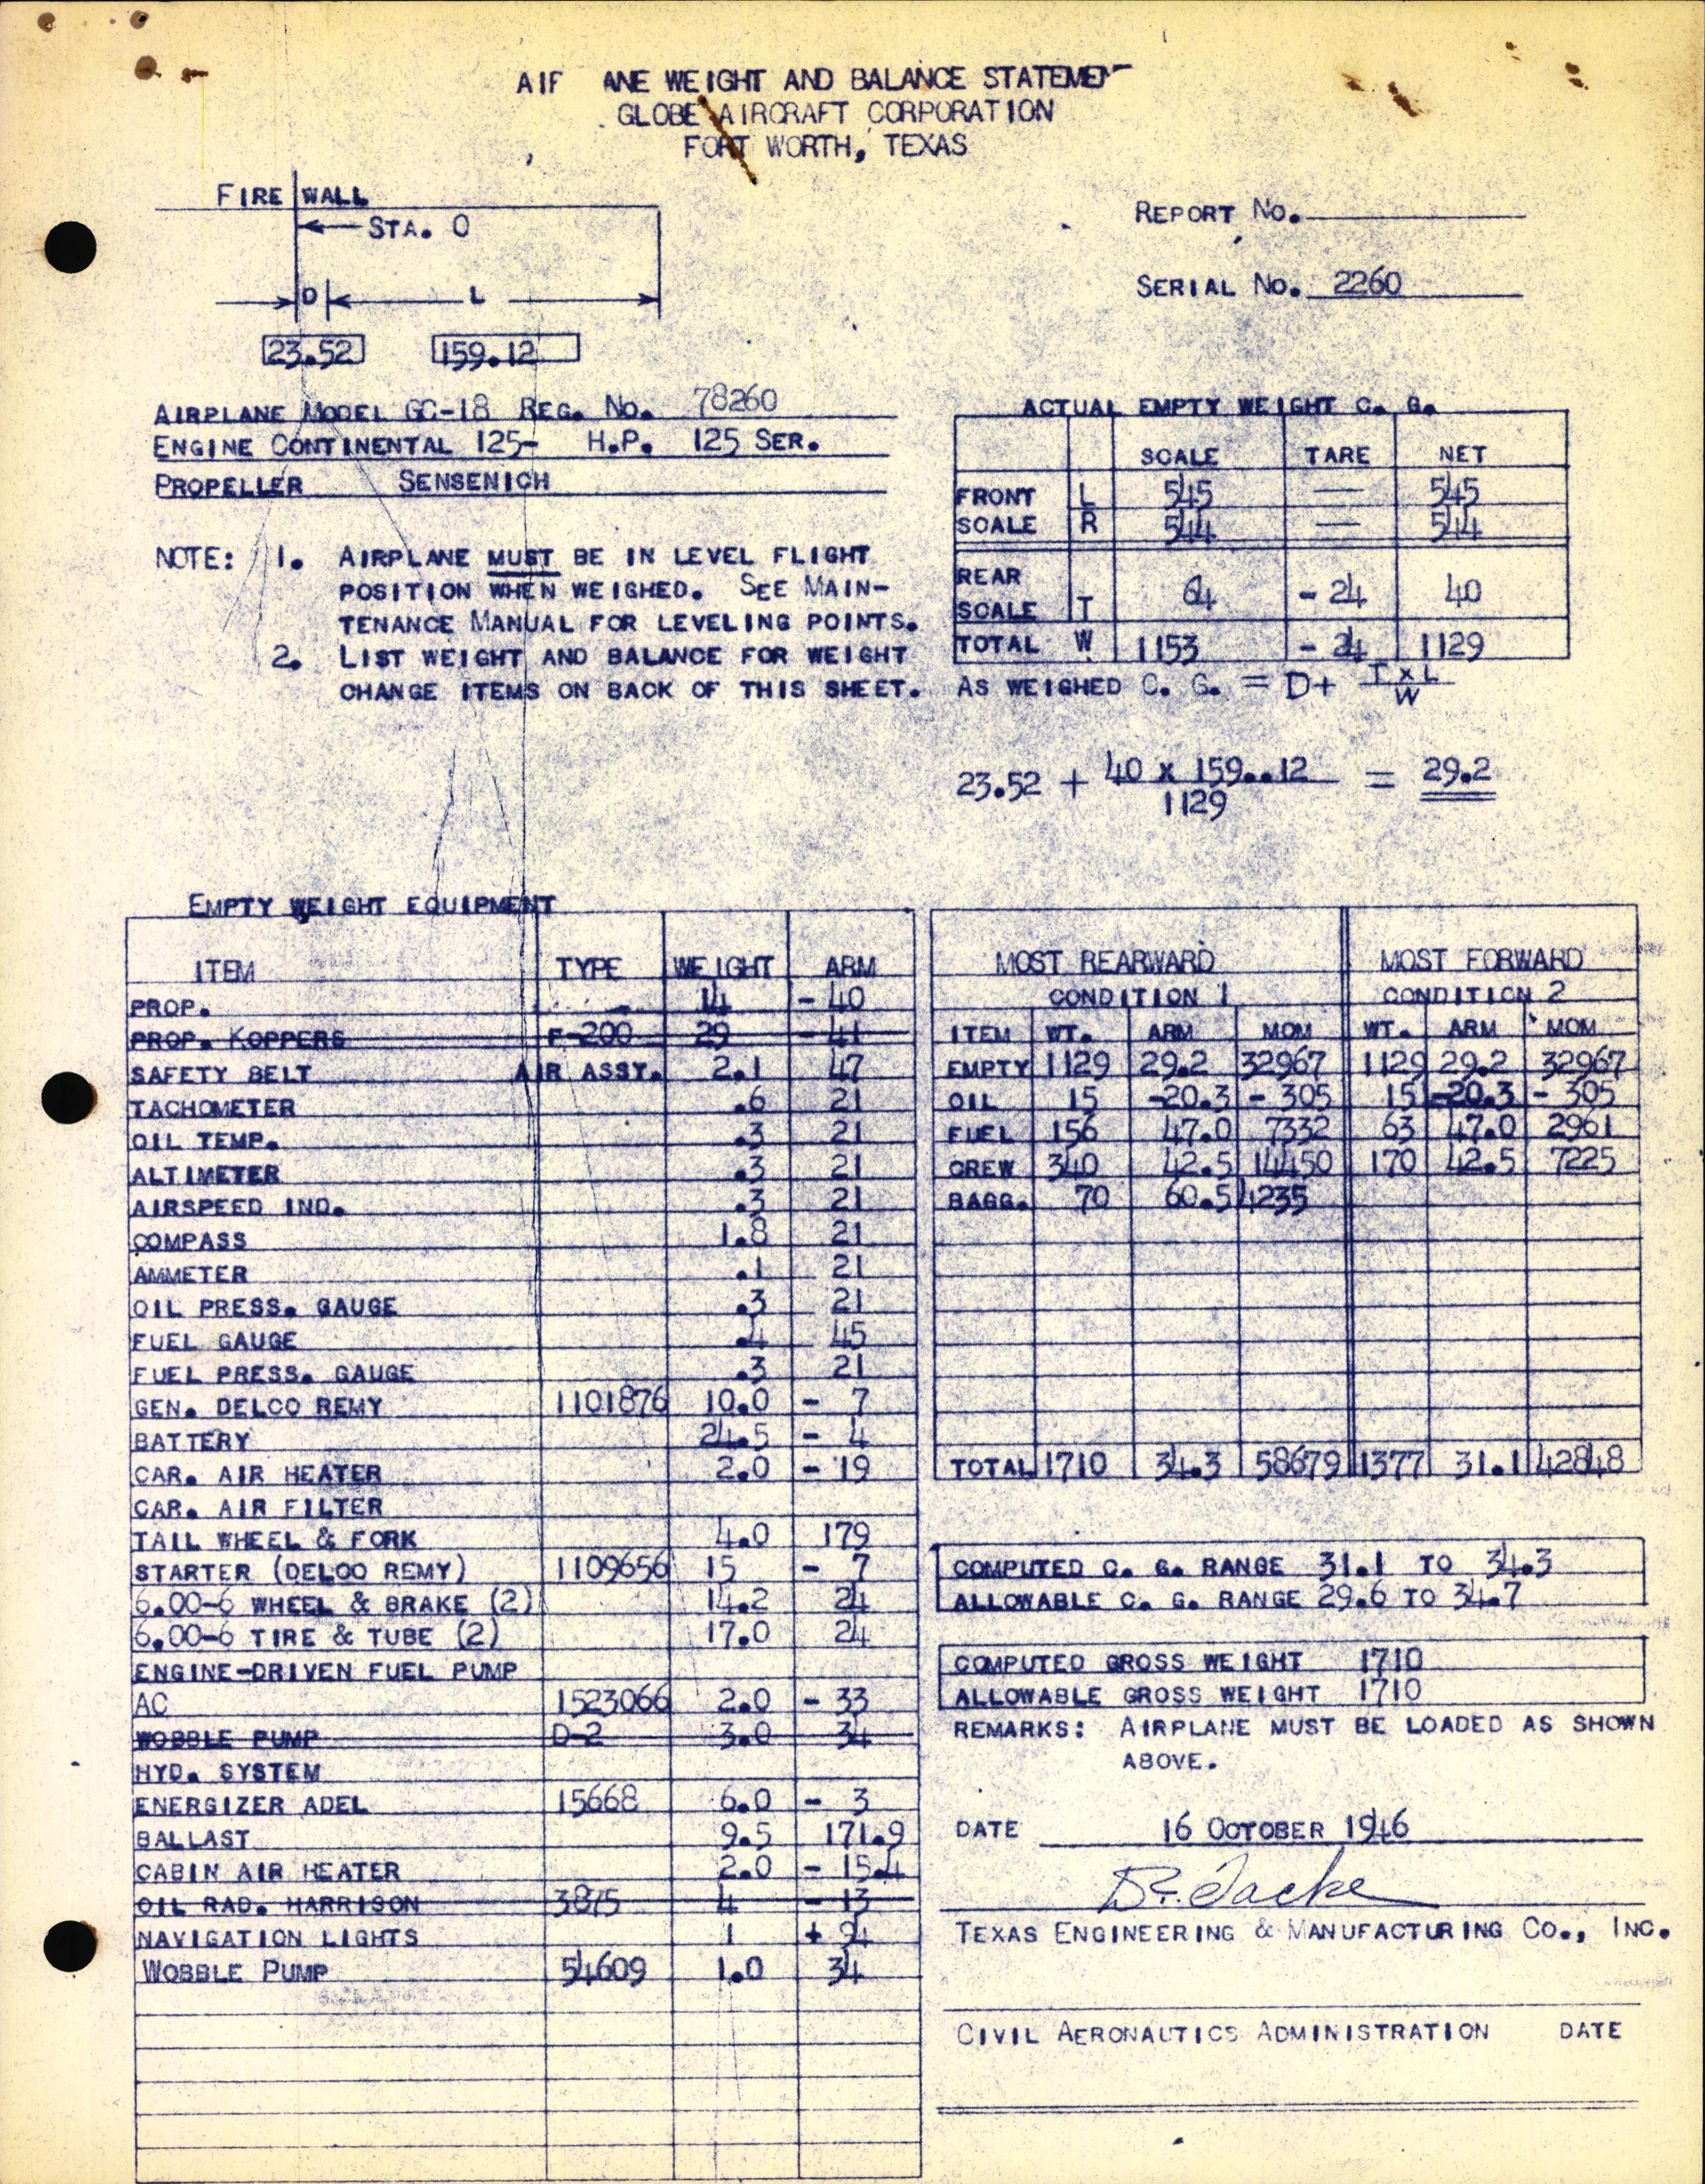 AIF ANE WEIGHT AND BALANCE STATEMEN
GLOBE AIRCRAFT CORPORATION
FORT WORTH, TEXAS
FIRE WALL
STA. O
D L
23.52 159.12
REPORT NO.
SERIAL NO. 2260
AIRPLANE MODEL GC-1B REG. NO. 78260
ENGINE CONTINENTAL 125- H.P. 125 SER.
PROPELLER SENSENICH
NOTE: 1. AIRPLANE MUST BE IN LEVEL FLIGHT
POSITION WHEN WEIGHED. SEE MAIN-
TENANCE MANUAL FOR LEVELING POINTS.
2. LIST WEIGHT AND BALANCE FOR WEIGHT
CHANGE ITEMS ON BACK OF THIS SHEET.
ACTUAL EMPTY WEIGHT C. G.
SCALE TARE NET
FRONT L 545 — 545
SCALE R 544 — 544
REAR
SCALE T 64 - 24 40
TOTAL W 1153 - 24 1129
AS WEIGHED C. G. = D+ T x L
W
23.52 + 40 x 159..12 = 29.2
1129
EMPTY WEIGHT EQUIPMENT
ITEM TYPE WEIGHT ARM
PROP. 14 - 40
PROP. KOPPERS F-200 29 - 41
SAFETY BELT AIR ASSY. 2.1 47
TACHOMETER .6 21
OIL TEMP. .3 21
ALTIMETER .3 21
AIRSPEED IND. .3 21
COMPASS 1.8 21
AMMETER .1 21
OIL PRESS. GAUGE .3 21
FUEL GAUGE .4 45
FUEL PRESS. GAUGE .3 21
GEN. DELCO REMY 1101876 10.0 - 7
BATTERY 24.5 - 4
CAR. AIR HEATER 2.0 - 19
CAR. AIR FILTER
TAIL WHEEL & FORK 4.0 179
STARTER (DELCO REMY) 1109656 15 - 7
6.00-6 WHEEL & BRAKE (2) 14.2 24
6.00-6 TIRE & TUBE (2) 17.0 24
ENGINE-DRIVEN FUEL PUMP
AC 1523066 2.0 - 33
WOBBLE PUMP D-2 3.0 34
HYD. SYSTEM
ENERGIZER ADEL 15668 6.0 - 3
BALLAST 9.5 171.9
CABIN AIR HEATER 2.0 - 15.4
OIL RAD. HARRISON 3875 4 - 13
NAVIGATION LIGHTS 1 + 94
WOBBLE PUMP 54609 1.0 34
MOST REARWARD MOST FORWARD
CONDITION 1 CONDITION 2
ITEM WT. ARM MOM WT. ARM MOM
EMPTY 1129 29.2 32967 1129 29.2 32967
OIL 15 -20.3 - 305 15 -20.3 - 305
FUEL 156 47.0 7332 63 47.0 2961
CREW 340 42.5 14450 170 42.5 7225
BAGG. 70 60.5 4235
TOTAL 1710 34.3 58679 1377 31.1 42848
COMPUTED C. G. RANGE 31.1 TO 34.3
ALLOWABLE C. G. RANGE 29.6 TO 34.7
COMPUTED GROSS WEIGHT 1710
ALLOWABLE GROSS WEIGHT 1710
REMARKS: AIRPLANE MUST BE LOADED AS SHOWN
ABOVE.
DATE 16 OCTOBER 1946
TEXAS ENGINEERING & MANUFACTURING CO., INC.
CIVIL AERONAUTICS ADMINISTRATION DATE